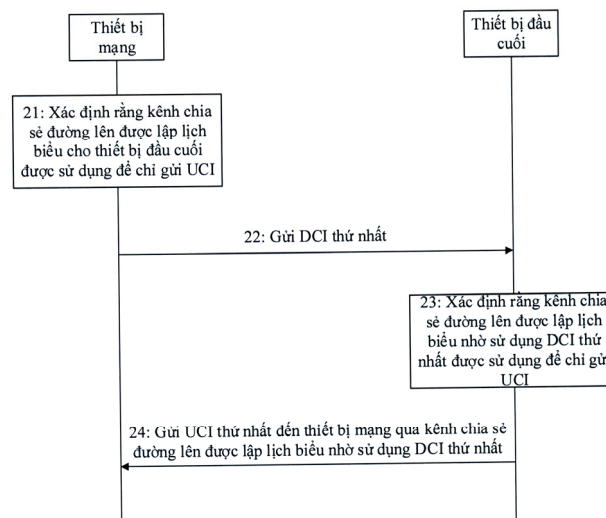 Thiết bị
mạng
Thiết bị đầu
cuối
21: Xác định rằng kênh chia
sẻ đường lên được lập lịch
biểu cho thiết bị đầu cuối
được sử dụng để chỉ gửi UCI
22: Gửi DCI thứ nhất
23: Xác định rằng kênh chia
sẻ đường lên được lập lịch
biểu nhờ sử dụng DCI thứ
nhất được sử dụng để chỉ gử
UCI
24: Gửi UCI thứ nhất đến thiết bị mạng qua kênh chia sẻ
đường lên được lập lịch biểu nhờ sử dụng DCI thứ nhất